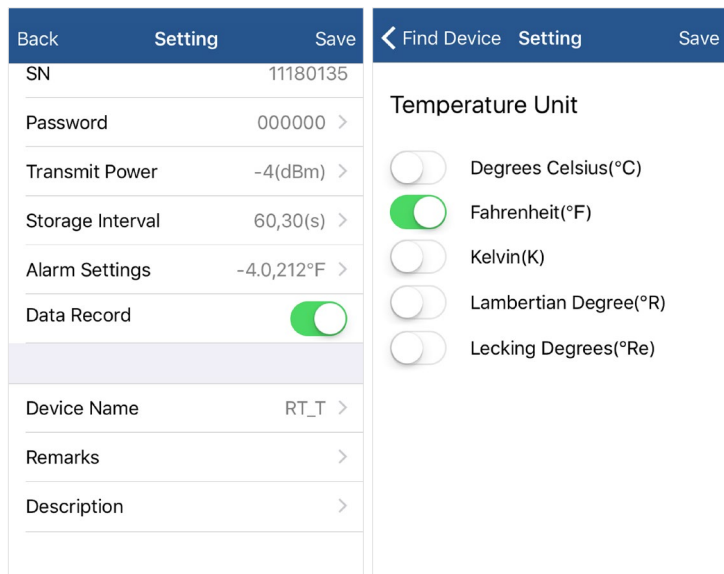 Back Setting Save
SN 11180135
Password 000000
Transmit Power -4(dBm)
Storage Interval 60,30(s)
Alarm Settings -4.0,212°F
Data Record
Device Name RT_T
Remarks
Description
Find Device Setting Save
Temperature Unit
Degrees Celsius(°C)
Fahrenheit(°F)
Kelvin(K)
Lambertian Degree(°R)
Lecking Degrees(°Re)